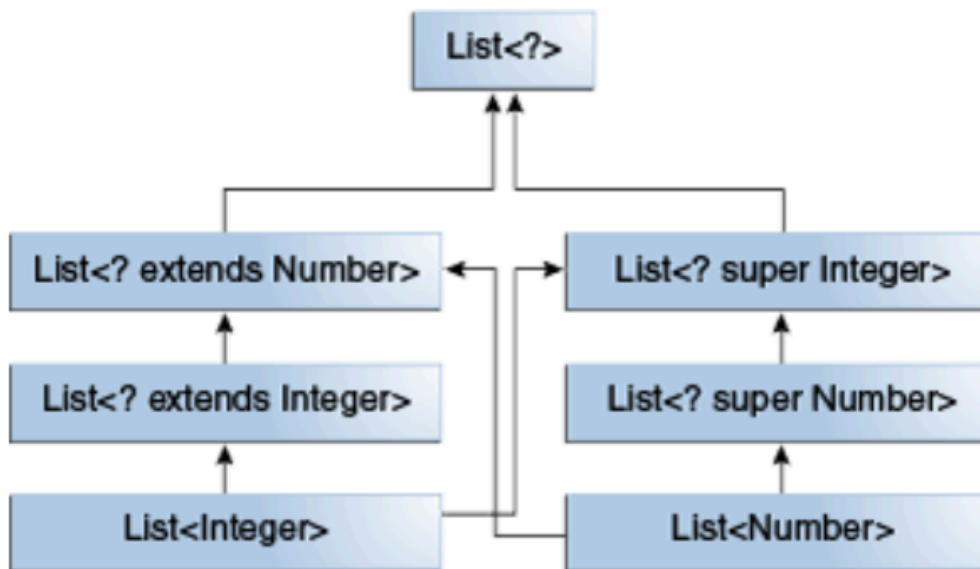 List<?>
List<? extends Number>
List<? super Integer>
List<? extends Integer>
List<? super Number>
List<Integer>
List<Number>